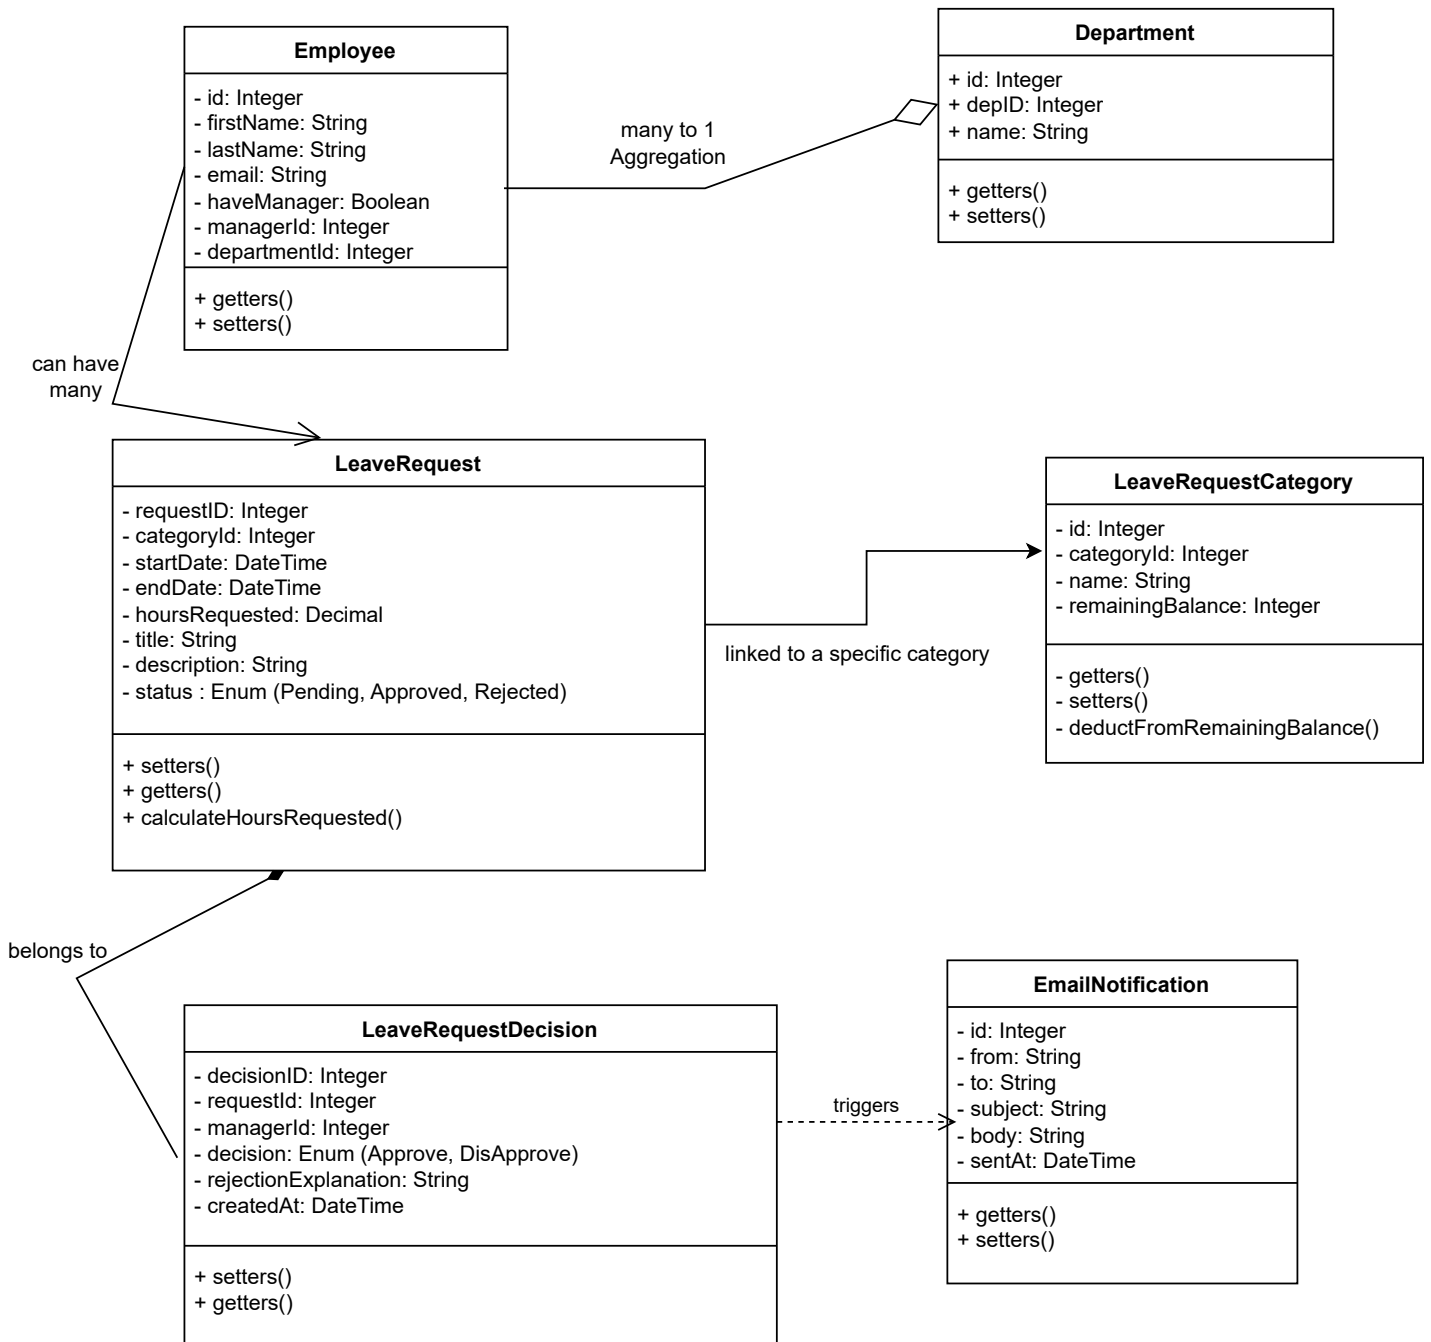 Employee
- id: Integer
- firstName: String
- lastName: String
- email: String
- haveManager: Boolean
- managerId: Integer
- departmentId: Integer
+ getters()
+ setters()
many to 1
Aggregation
Department
+ id: Integer
+ depID: Integer
+ name: String
+ getters()
+ setters()
can have
many
LeaveRequest
- requestID: Integer
- categoryId: Integer
- startDate: DateTime
- endDate: DateTime
- hoursRequested: Decimal
- title: String
- description: String
- status : Enum (Pending, Approved, Rejected)
+ setters()
+ getters()
+ calculateHoursRequested()
linked to a specific category
LeaveRequestCategory
- id: Integer
- categoryId: Integer
- name: String
- remainingBalance: Integer
- getters()
- setters()
- deductFromRemainingBalance()
belongs to
LeaveRequestDecision
- decisionID: Integer
- requestId: Integer
- managerId: Integer
- decision: Enum (Approve, DisApprove)
- rejectionExplanation: String
- createdAt: DateTime
+ setters()
+ getters()
triggers
EmailNotification
- id: Integer
- from: String
- to: String
- subject: String
- body: String
- sentAt: DateTime
+ getters()
+ setters()